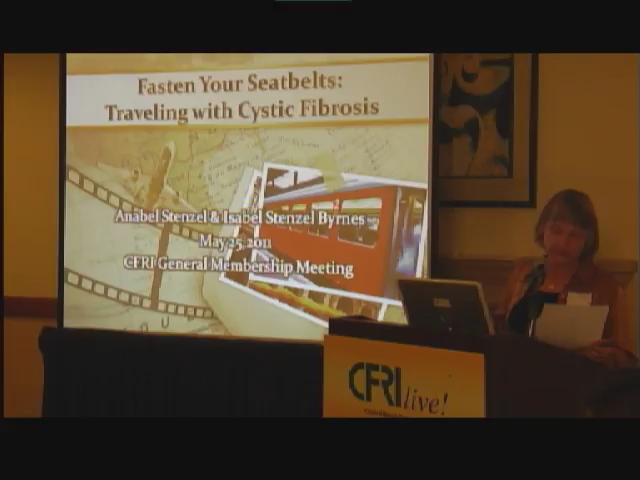 Fasten Your Seatbelts:
Traveling with Cystic Fibrosis
Anabel Stenzel & Isabel Stenzel Byrnes
May 25, 2011
CFRI General Membership Meeting
CFRI live!